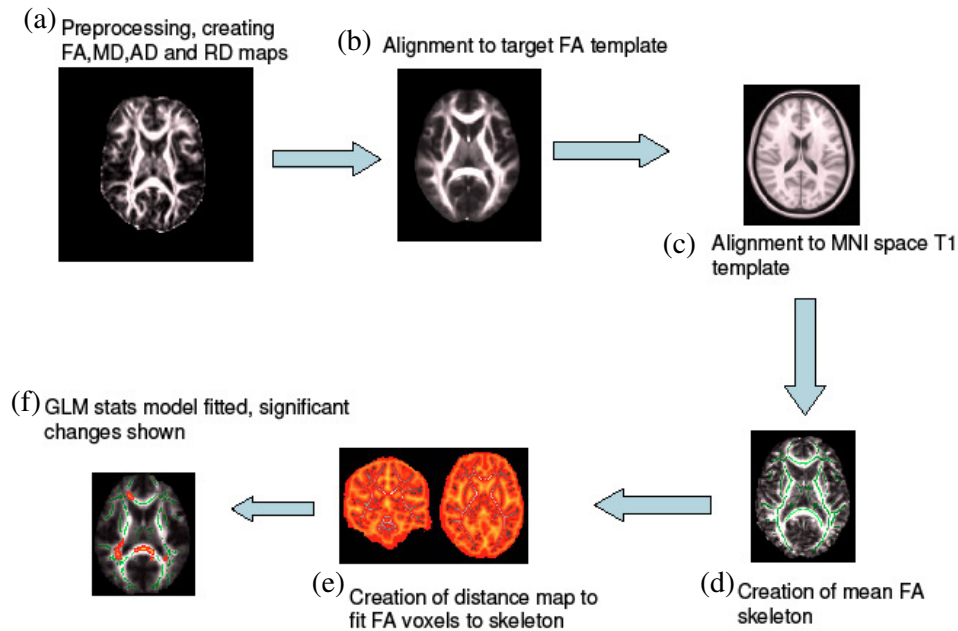 (a) Preprocessing, creating
FA,MD,AD and RD maps
(b) Alignment to target FA template
(c) Alignment to MNI space T1
template
(d) Creation of mean FA
skeleton
(e) Creation of distance map to
fit FA voxels to skeleton
(f) GLM stats model fitted, significant
changes shown